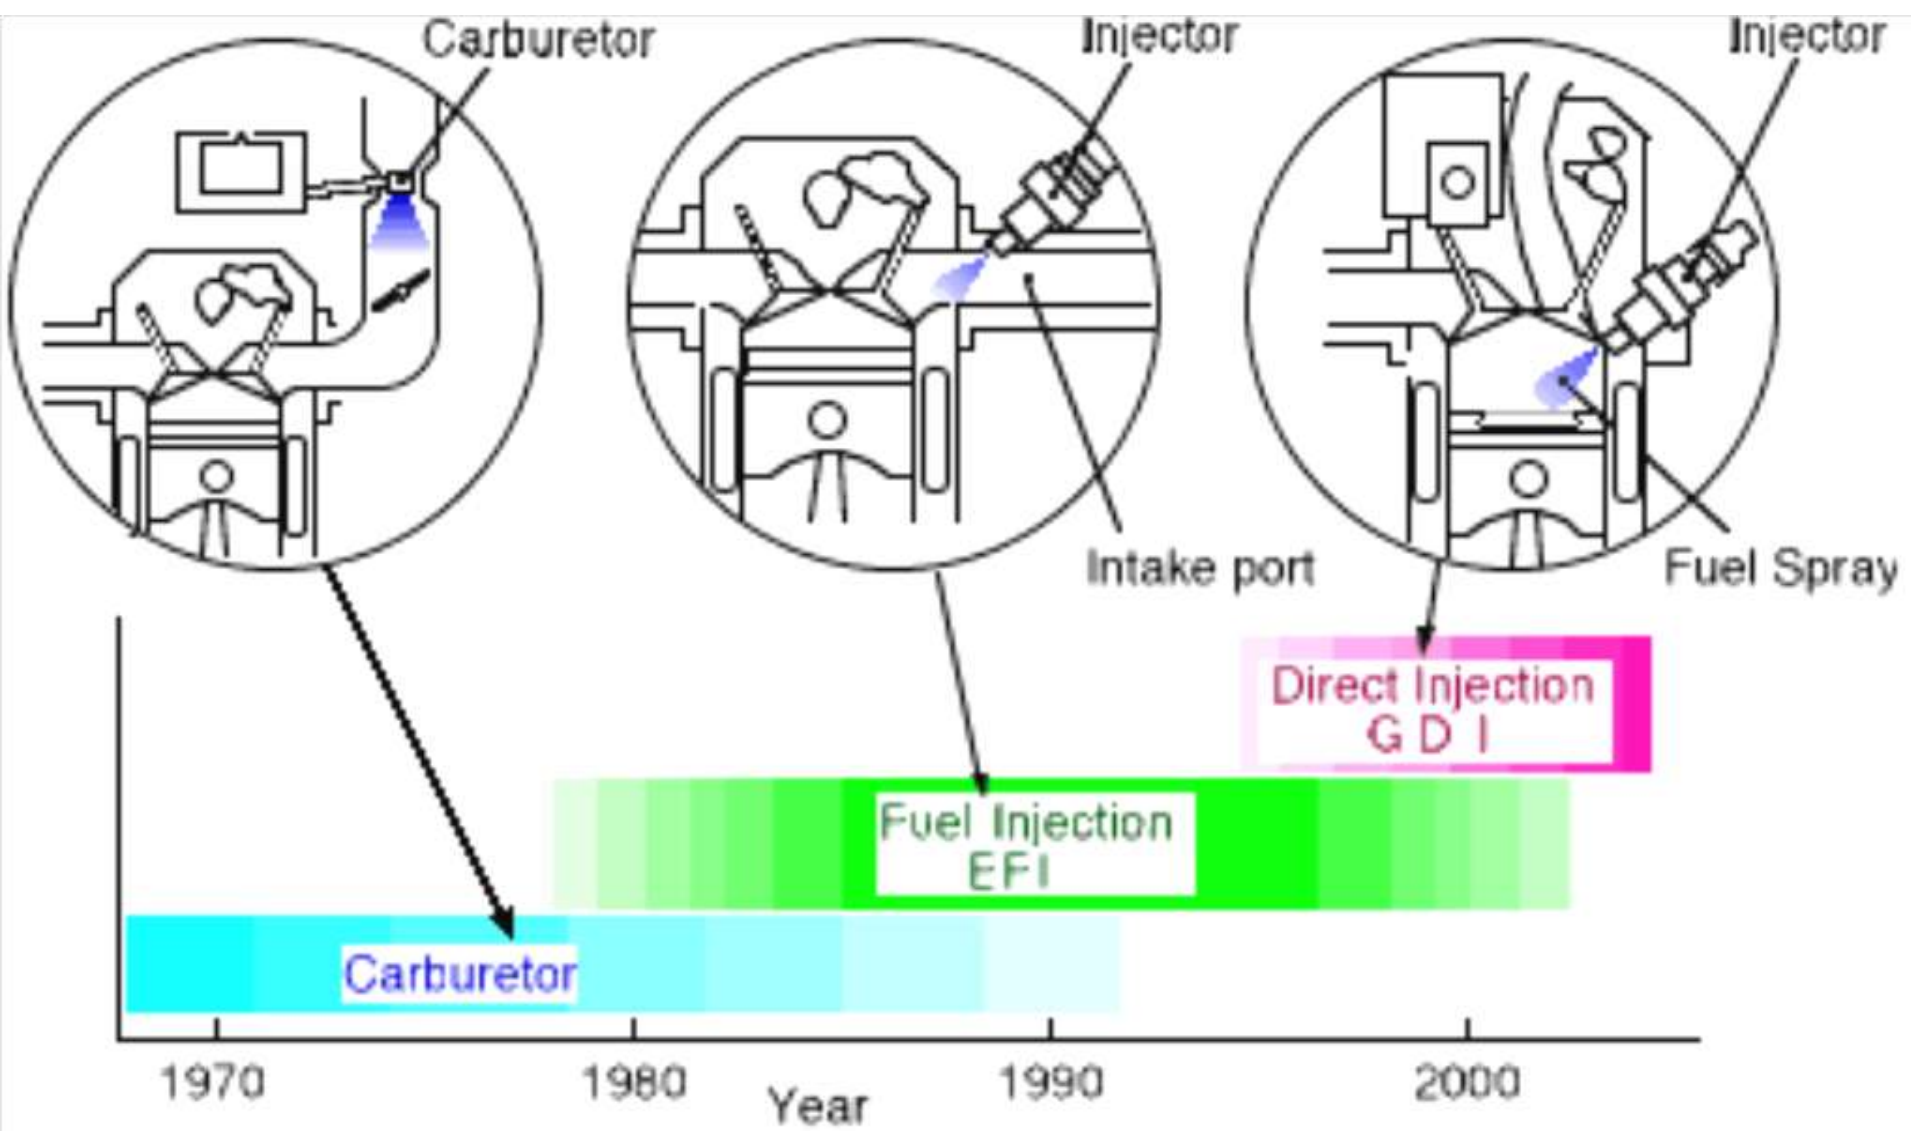 Carburetor
Injector
Injector
Intake port
Fuel Spray
Direct Injection
G D I
Fuel Injection
EFI
Carburetor
1970
1980
1990
2000
Year